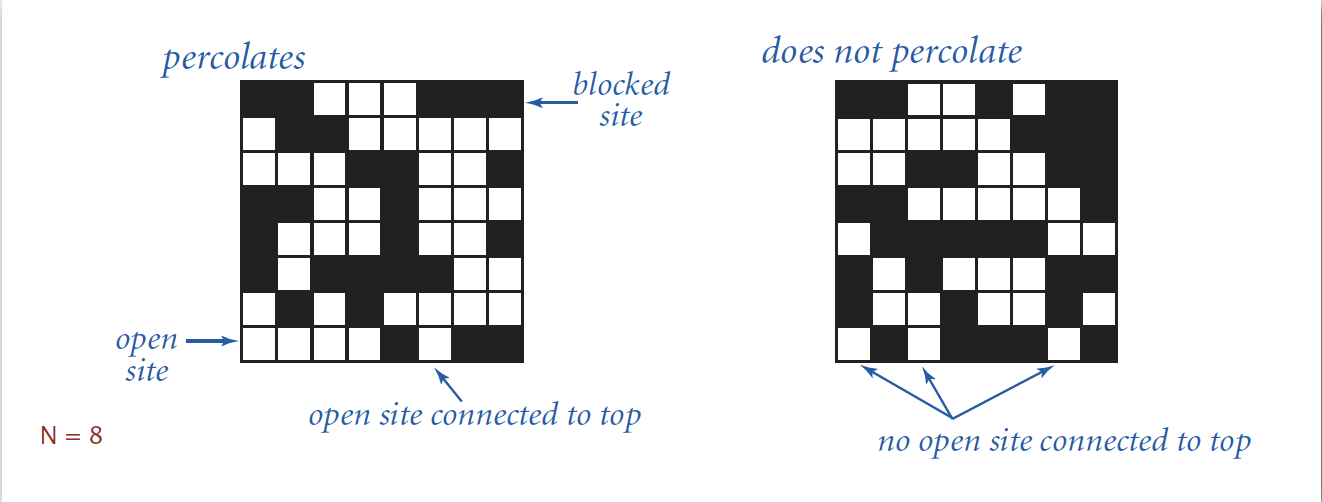 percolates
blocked
site
open
site
open site connected to top
N = 8
does not percolate
no open site connected to top